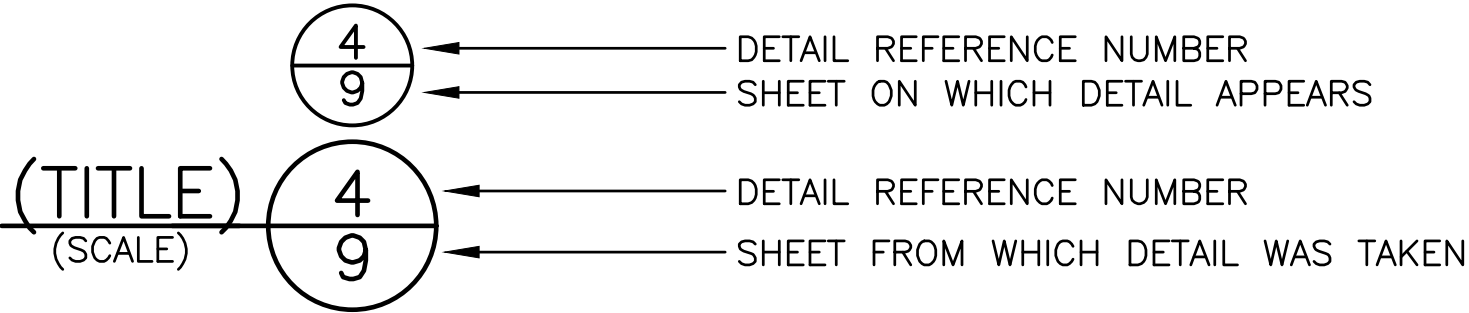 4 DETAIL REFERENCE NUMBER
9 SHEET ON WHICH DETAIL APPEARS
(TITLE) 4 DETAIL REFERENCE NUMBER
(SCALE) 9 SHEET FROM WHICH DETAIL WAS TAKEN